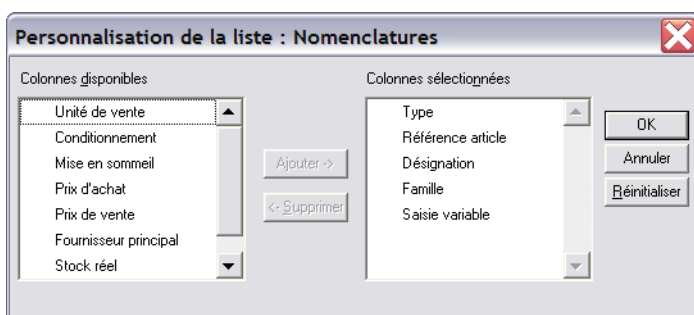 Personnalisation de la liste : Nomenclatures
Colonnes disponibles
Unité de vente
Conditionnement
Mise en sommeil
Prix d'achat
Prix de vente
Fournisseur principal
Stock réel
Ajouter ->
<- Supprimer
Colonnes sélectionnées
Type
Référence article
Désignation
Famille
Saisie variable
OK
Annuler
Réinitialiser